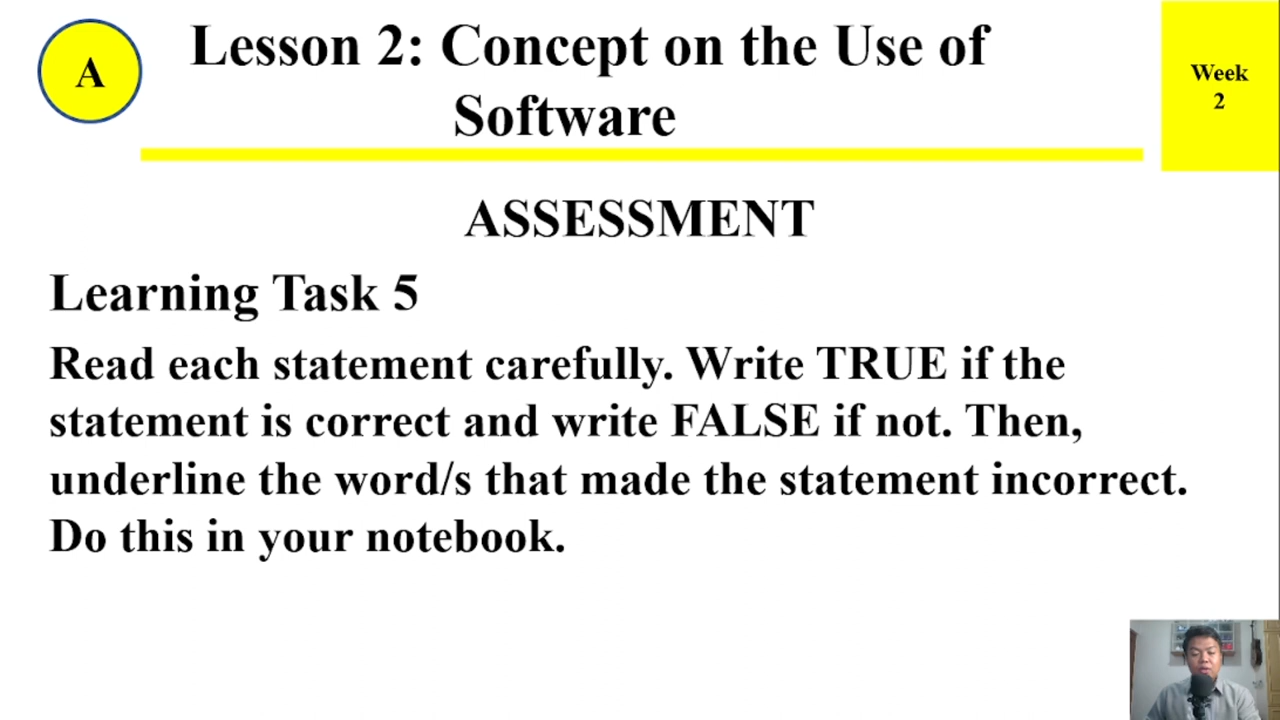 A
Lesson 2: Concept on the Use of
Software
Week
2
ASSESSMENT
Learning Task 5
Read each statement carefully. Write TRUE if the
statement is correct and write FALSE if not. Then,
underline the word/s that made the statement incorrect.
Do this in your notebook.